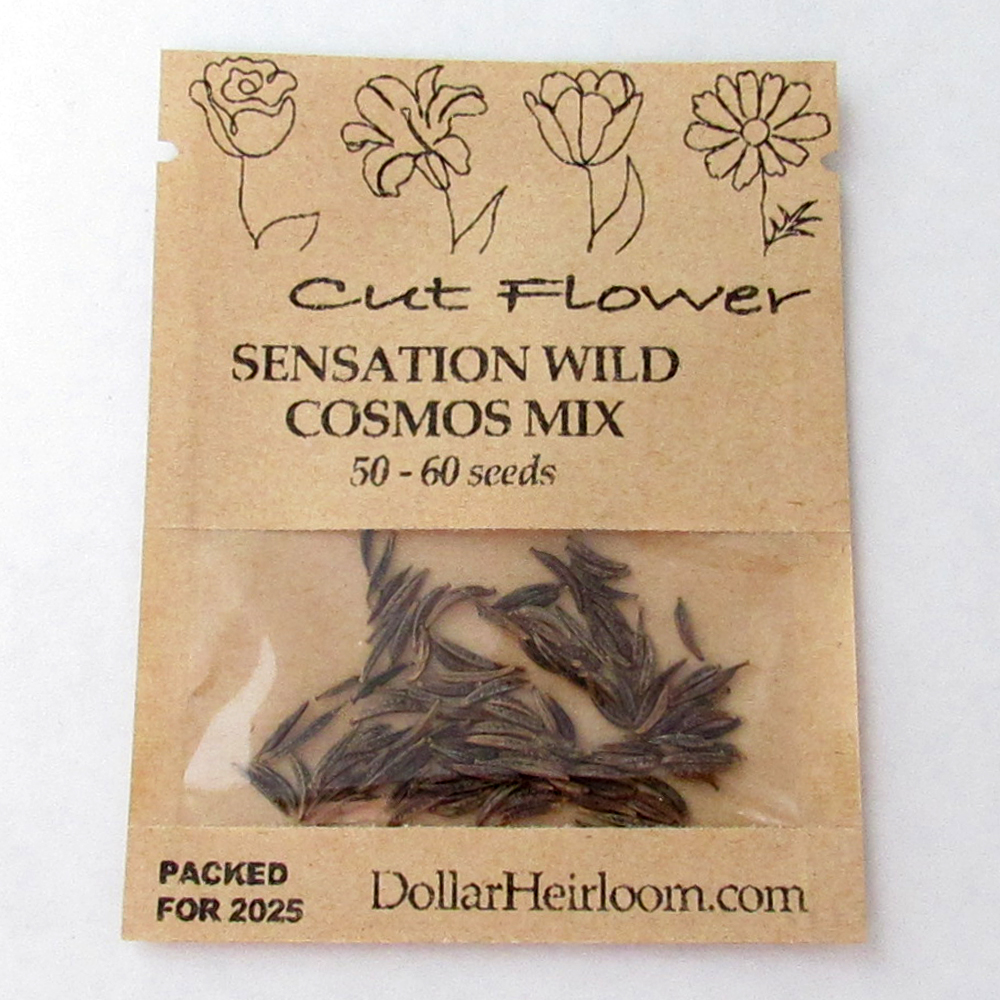 Cut Flower
SENSATION WILD
COSMOS MIX
50 - 60 seeds
PACKED
FOR 2025
DollarHeirloom.com